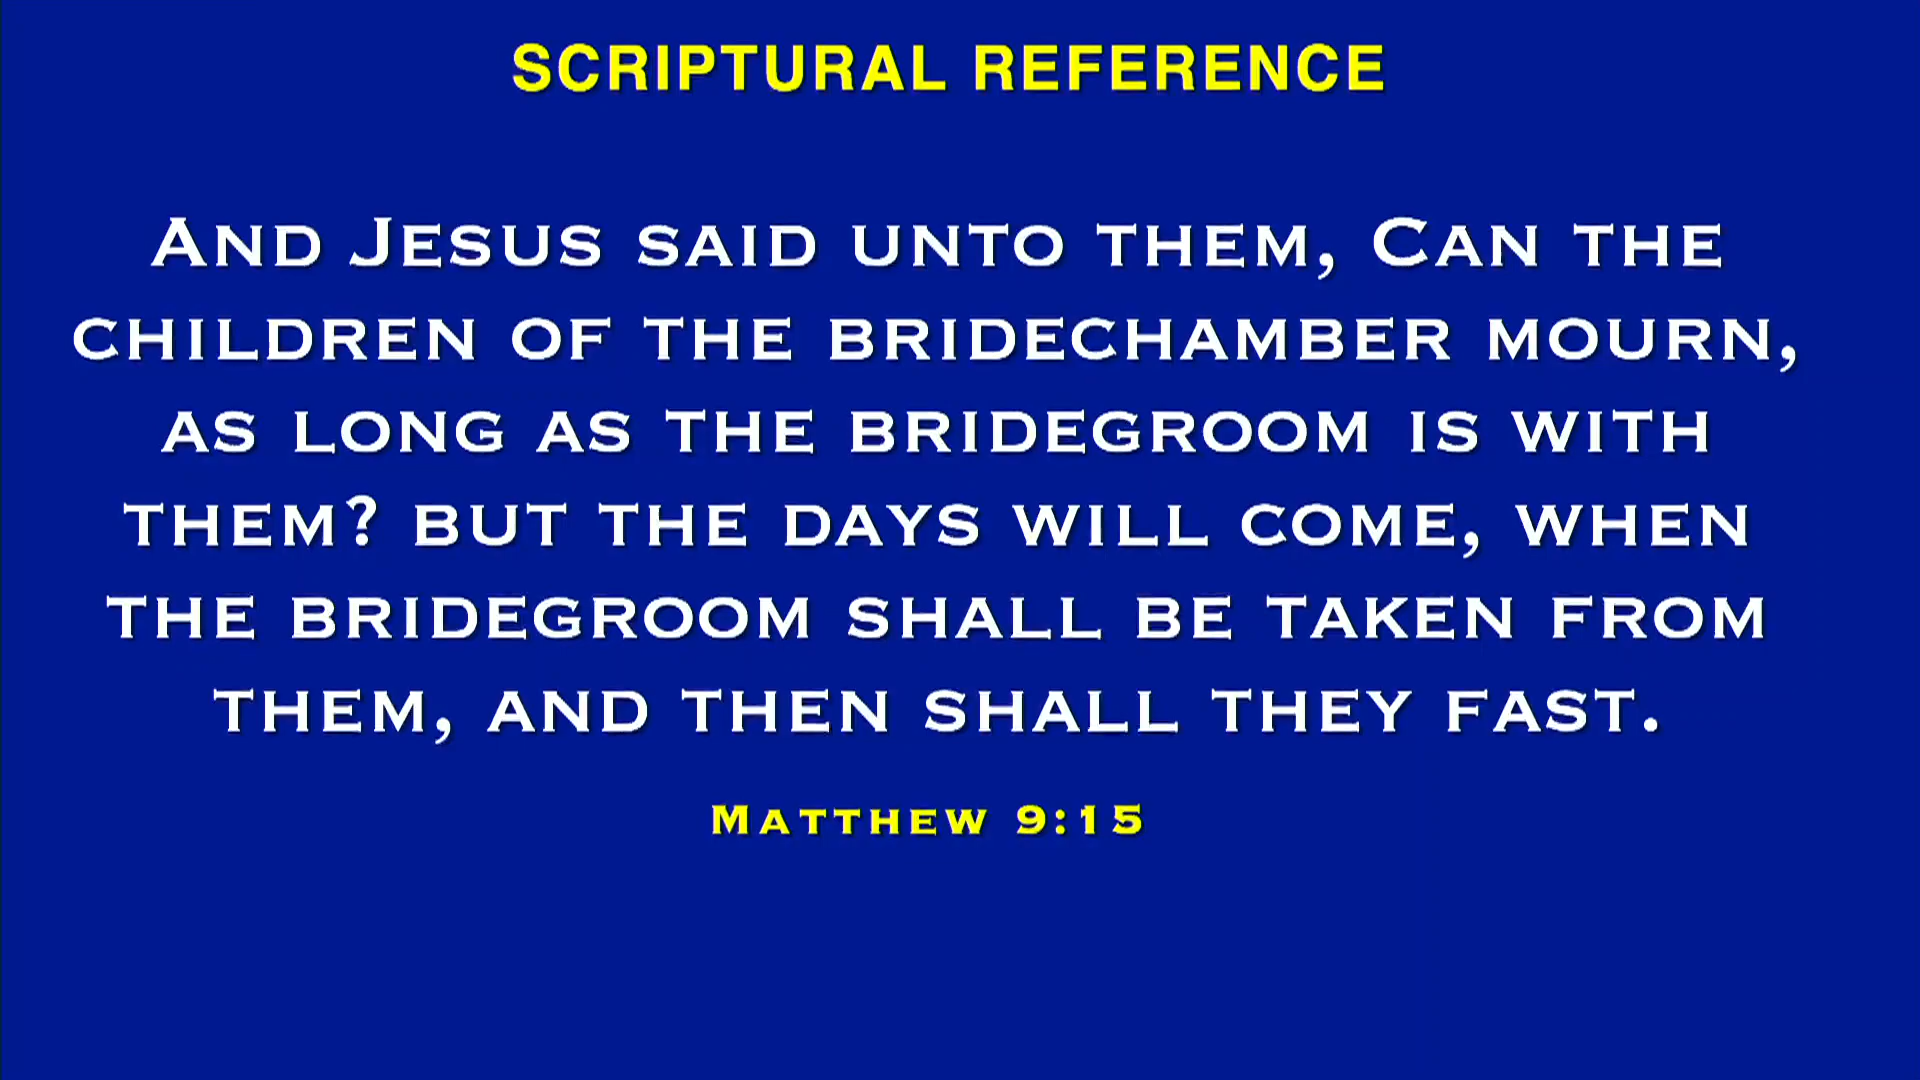 SCRIPTURAL REFERENCE
And Jesus said unto them, Can the
children of the bridechamber mourn,
as long as the bridegroom is with
them? but the days will come, when
the bridegroom shall be taken from
them, and then shall they fast.
Matthew 9:15